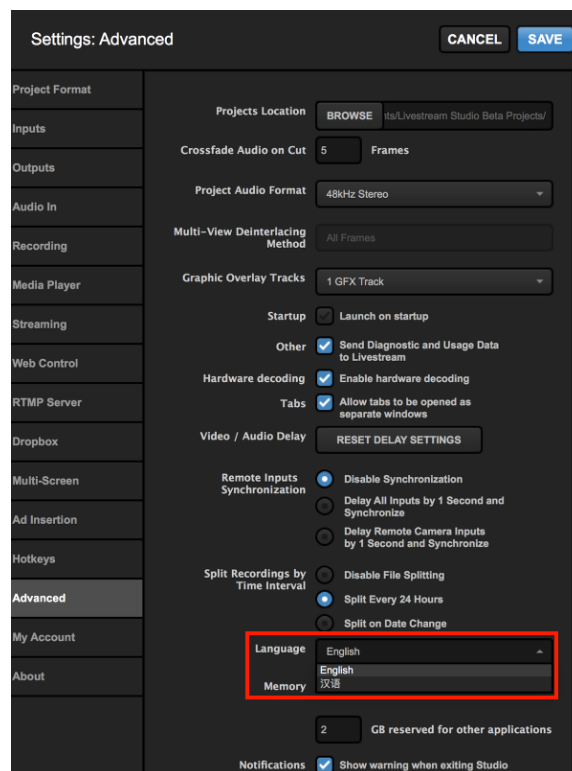 Settings: Advanced
CANCEL
SAVE
Project Format
Inputs
Outputs
Audio In
Recording
Media Player
Streaming
Web Control
RTMP Server
Dropbox
Multi-Screen
Ad Insertion
Hotkeys
Advanced
My Account
About
Projects Location
BROWSE
nts/Livestream Studio Beta Projects/
Crossfade Audio on Cut
5
Frames
Project Audio Format
48kHz Stereo
Multi-View Deinterlacing
Method
All Frames
Graphic Overlay Tracks
1 GFX Track
Startup
Launch on startup
Other
Send Diagnostic and Usage Data
to Livestream
Hardware decoding
Enable hardware decoding
Tabs
Allow tabs to be opened as
separate windows
Video / Audio Delay
RESET DELAY SETTINGS
Remote Inputs
Synchronization
Disable Synchronization
Delay All Inputs by 1 Second and
Synchronize
Delay Remote Camera Inputs
by 1 Second and Synchronize
Split Recordings by
Time Interval
Disable File Splitting
Split Every 24 Hours
Split on Date Change
Language
English
English
汉语
Memory
2
GB reserved for other applications
Notifications
Show warning when exiting Studio